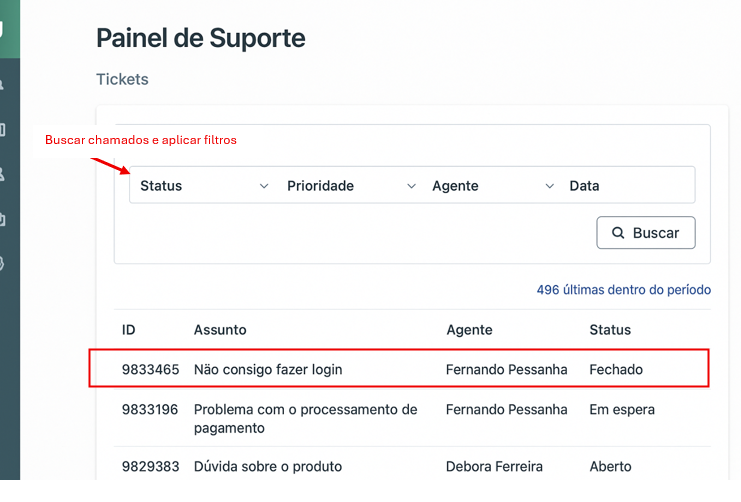 Painel de Suporte
Tickets
Buscar chamados e aplicar filtros
Status Prioridade Agente Data
Buscar
496 últimas dentro do período
ID Assunto Agente Status
9833465 Não consigo fazer login Fernando Pessanha Fechado
9833196 Problema com o processamento de Fernando Pessanha Em espera
pagamento
9829383 Dúvida sobre o produto Debora Ferreira Aberto